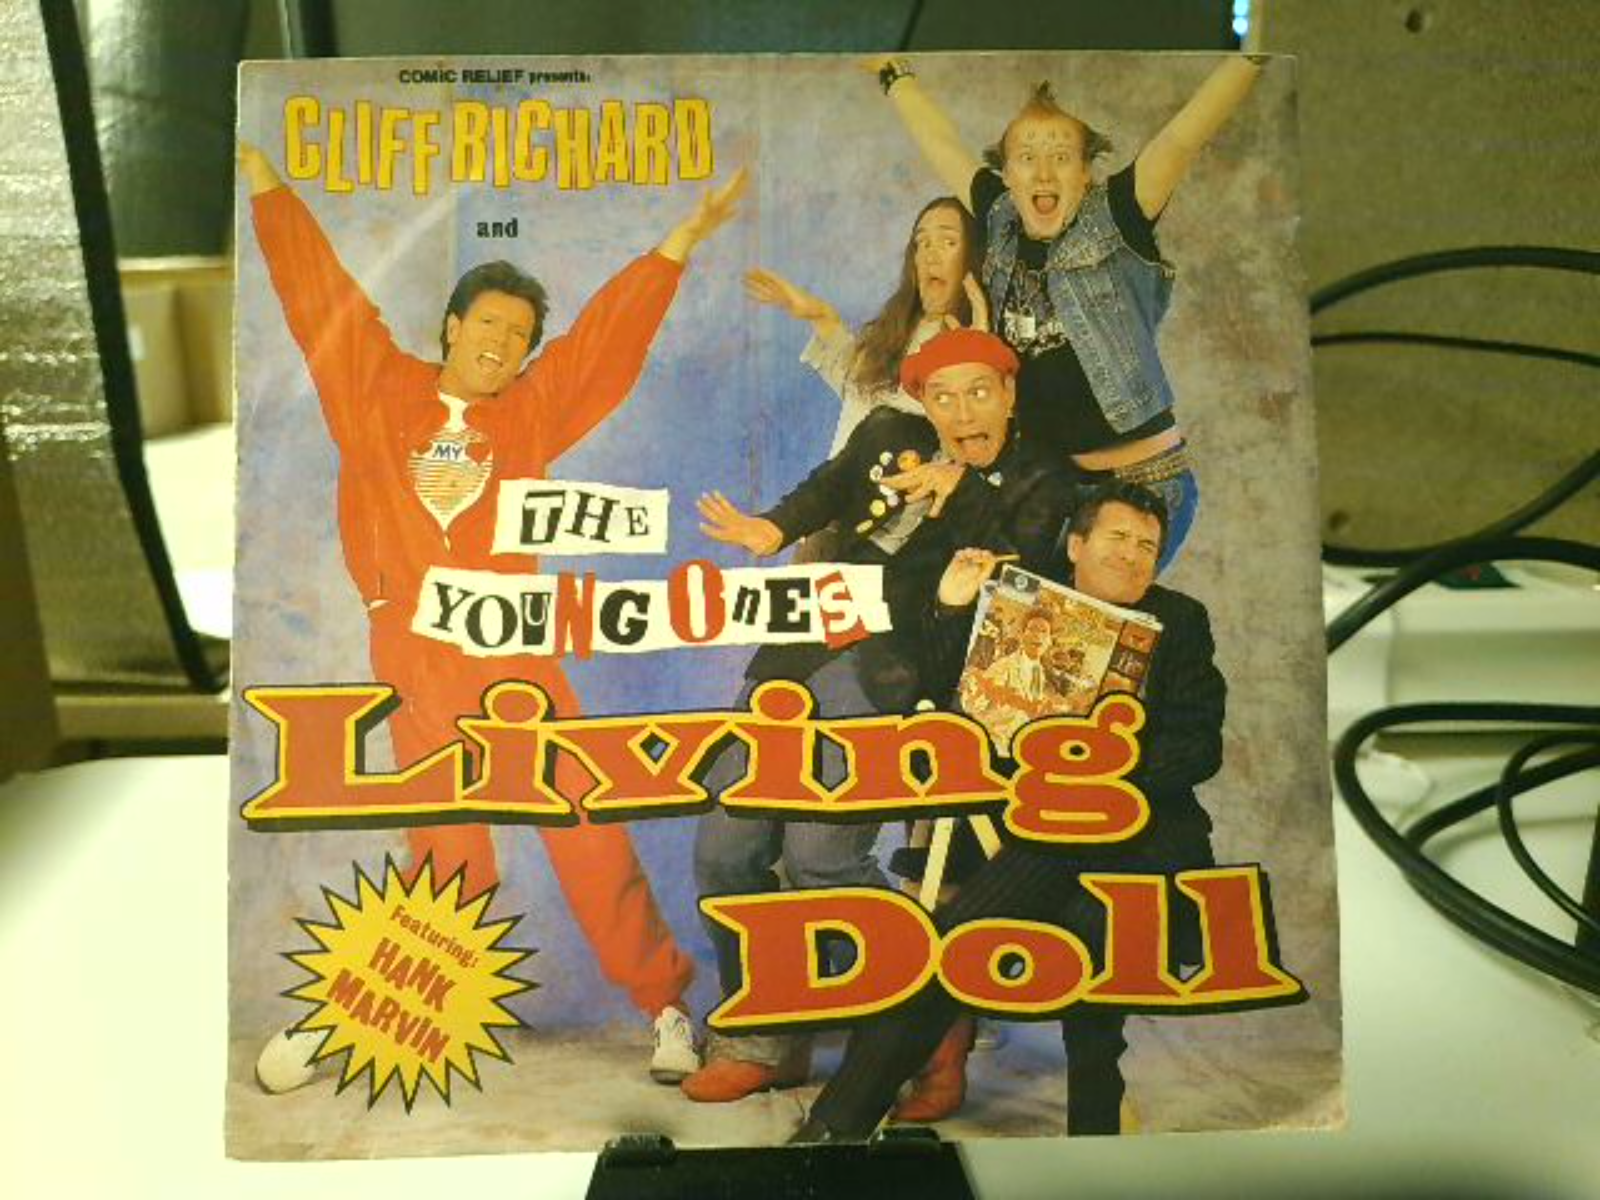 COMIC RELIEF presents:
CLIFF RICHARD
and
MY
THE
YOUNG ONES
Living
Doll
Featuring:
HANK
MARVIN